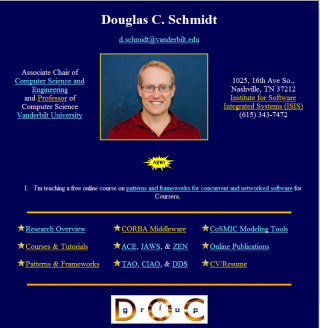 Douglas C. Schmidt
d.schmidt@vanderbilt.edu
Associate Chair of
Computer Science and
Engineering
and Professor of
Computer Science
Vanderbilt University
1025, 16th Ave So.,
Nashville, TN 37212
Institute for Software
Integrated Systems (ISIS)
(615) 343-7472
NEW!
1. I'm teaching a free online course on patterns and frameworks for concurrent and networked software for
Coursera.
Research Overview
CORBA Middleware
CoSMIC Modeling Tools
Courses & Tutorials
ACE, JAWS, & ZEN
Online Publications
Patterns & Frameworks
TAO, CIAO, & DDS
CV/Resume
DOC
group